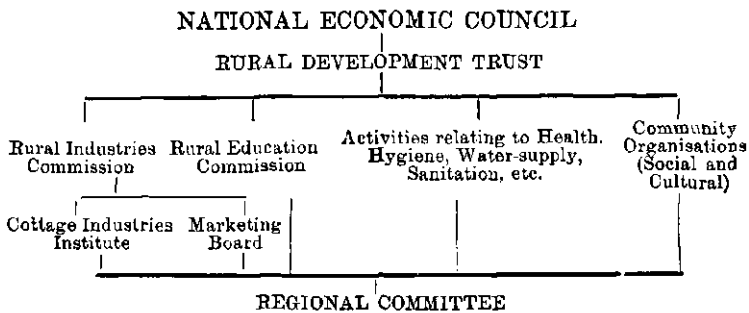 NATIONAL ECONOMIC COUNCIL
RURAL DEVELOPMENT TRUST
Rural Industries
Commission
Rural Education
Commission
Activities relating to Health.
Hygiene, Water-supply,
Sanitation, etc.
Community
Organisations
(Social and
Cultural)
Cottage Industries
Institute
Marketing
Board
REGIONAL COMMITTEE